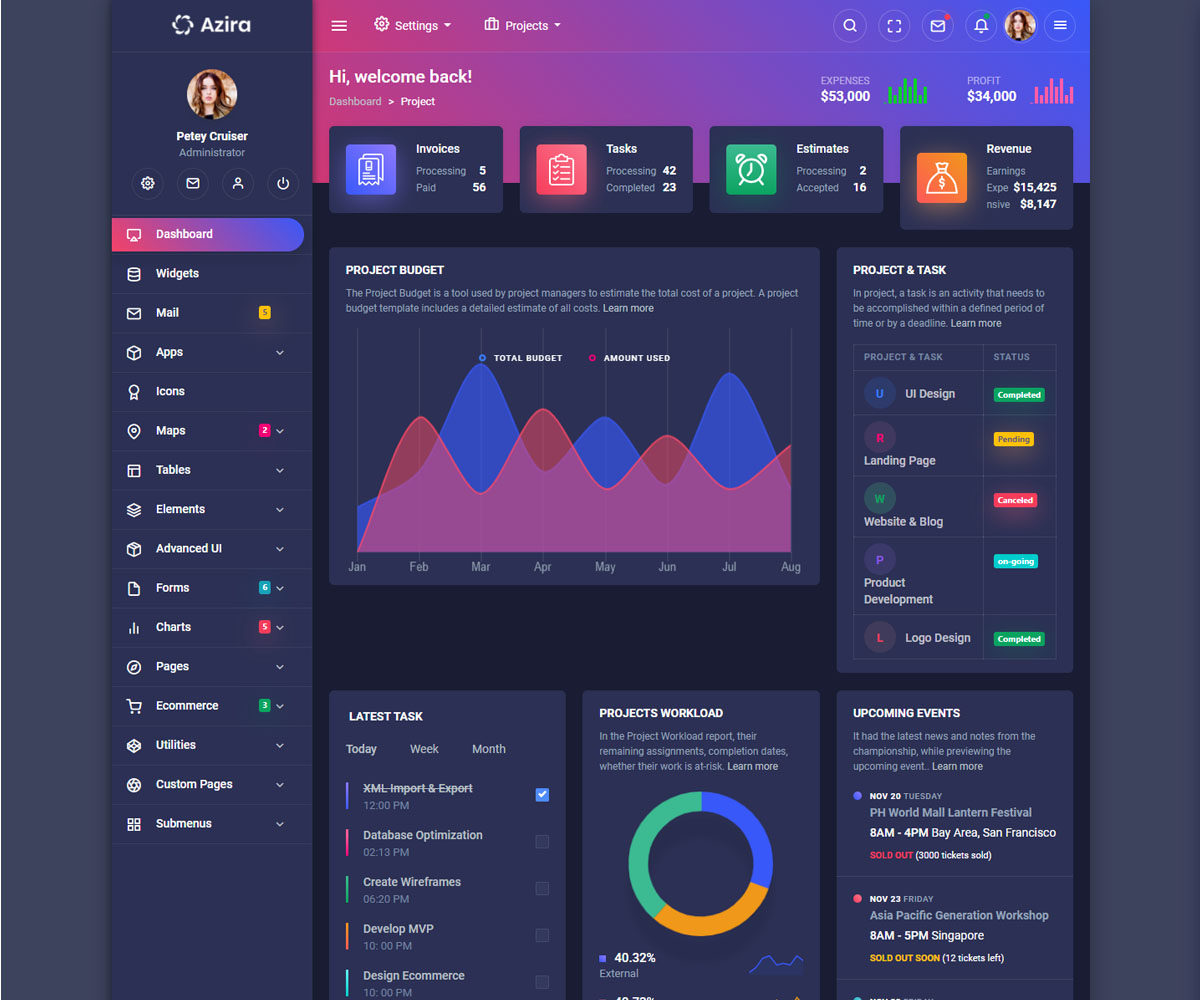 Azira
Settings
Projects
Petey Cruiser
Administrator
Dashboard
Widgets
Mail 5
Apps
Icons
Maps 2
Tables
Elements
Advanced UI
Forms 6
Charts 5
Pages
Ecommerce 3
Utilities
Custom Pages
Submenus
Hi, welcome back!
Dashboard > Project
EXPENSES
$53,000
PROFIT
$34,000
Invoices
Processing 5
Paid 56
Tasks
Processing 42
Completed 23
Estimates
Processing 2
Accepted 16
Revenue
Earnings
Expe $15,425
nsive $8,147
PROJECT BUDGET
The Project Budget is a tool used by project managers to estimate the total cost of a project. A project
budget template includes a detailed estimate of all costs. Learn more
TOTAL BUDGET AMOUNT USED
Jan Feb Mar Apr May Jun Jul Aug
PROJECT & TASK
In project, a task is an activity that needs to
be accomplished within a defined period of
time or by a deadline. Learn more
PROJECT & TASK STATUS
U UI Design Completed
R Pending
Landing Page
W Canceled
Website & Blog
P on-going
Product
Development
L Logo Design Completed
LATEST TASK
Today Week Month
XML Import & Export
12:00 PM
Database Optimization
02:13 PM
Create Wireframes
06:20 PM
Develop MVP
10: 00 PM
Design Ecommerce
10: 00 PM
PROJECTS WORKLOAD
In the Project Workload report, their
remaining assignments, completion dates,
whether their work is at-risk. Learn more
40.32%
External
UPCOMING EVENTS
It had the latest news and notes from the
championship, while previewing the
upcoming event.. Learn more
NOV 20 TUESDAY
PH World Mall Lantern Festival
8AM - 4PM Bay Area, San Francisco
SOLD OUT (3000 tickets sold)
NOV 23 FRIDAY
Asia Pacific Generation Workshop
8AM - 5PM Singapore
SOLD OUT SOON (12 tickets left)